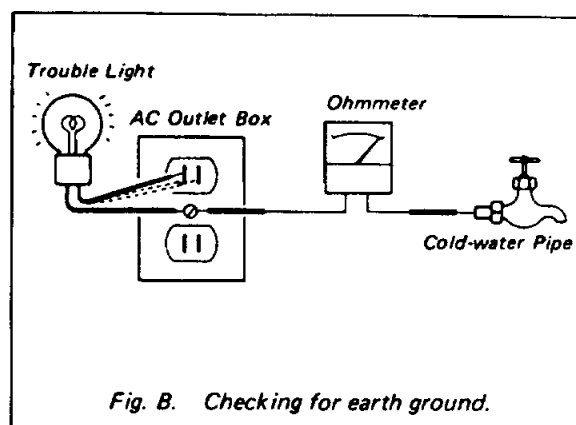 Trouble Light
AC Outlet Box
Ohmmeter
Cold-water Pipe
Fig. B. Checking for earth ground.